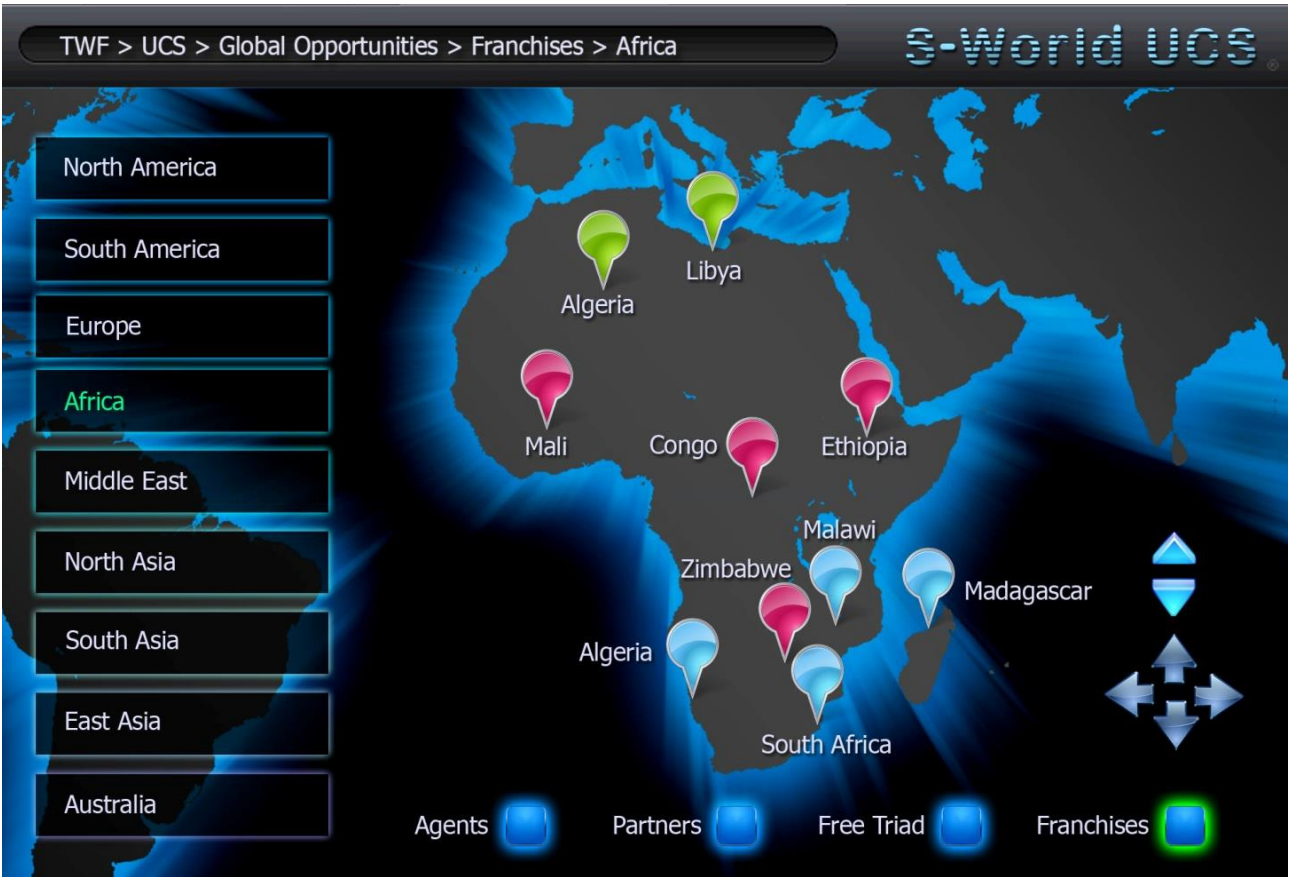 TWF > UCS > Global Opportunities > Franchises > Africa
S-World UCS
®
North America
South America
Europe
Africa
Middle East
North Asia
South Asia
East Asia
Australia
Libya
Algeria
Mali
Congo
Ethiopia
Malawi
Zimbabwe
Madagascar
Algeria
South Africa
Agents
Partners
Free Triad
Franchises